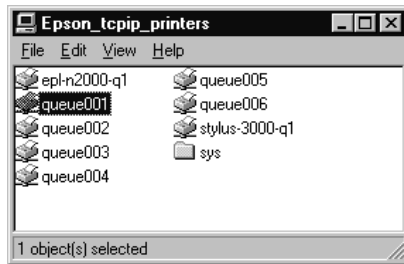 Epson_tcpip_printers
File Edit View Help
epl-n2000-q1
queue001
queue002
queue003
queue004
queue005
queue006
stylus-3000-q1
sys
1 object(s) selected